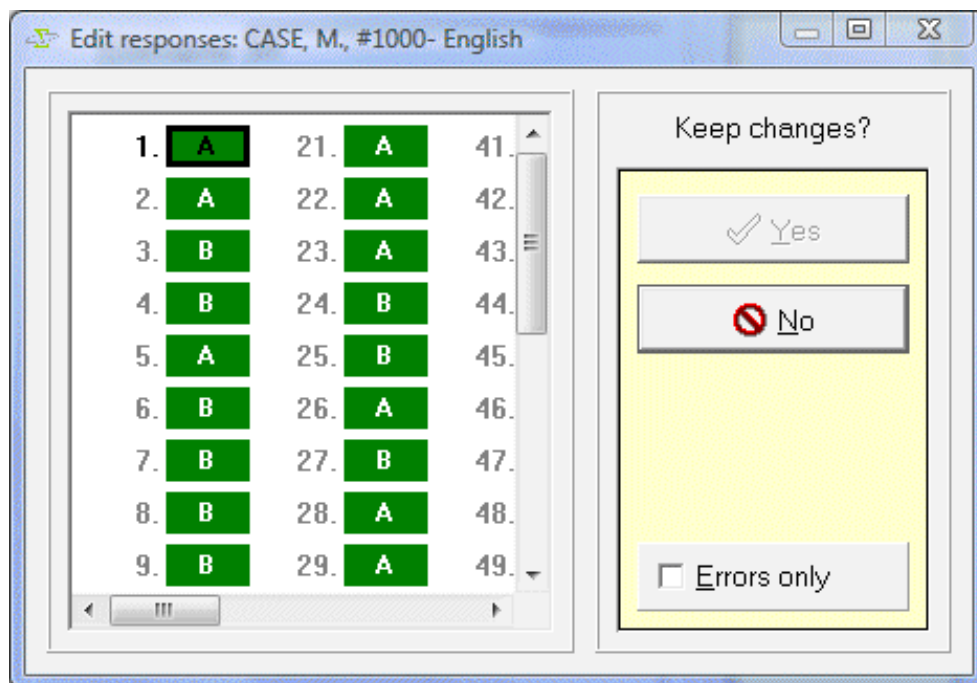 Edit responses: CASE, M., #1000- English
Keep changes?
1. A 21. A 41.
2. A 22. A 42.
3. B 23. A 43.
4. B 24. B 44.
5. A 25. B 45.
6. B 26. A 46.
7. B 27. B 47.
8. B 28. A 48.
9. B 29. A 49.
Yes
No
Errors only